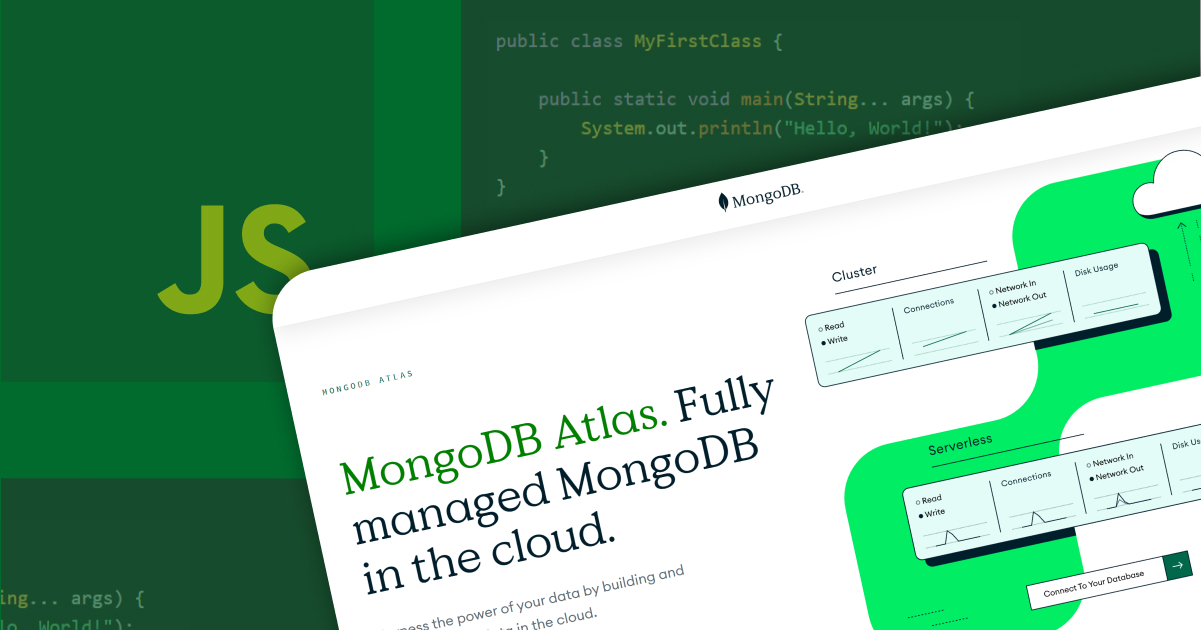 public class MyFirstClass {
public static void main(String... args) {
System.out.println("Hello, World!");
}
}
JS
MongoDB.
MONGODB ATLAS
MongoDB Atlas. Fully
managed MongoDB
in the cloud.
the power of your data by building and
in the cloud.
Cluster
Read
Write
Connections
Network In
Network Out
Disk Usage
Serverless
Read
Write
Connections
Network In
Network Out
Disk
Connect To Your Database
... args) {
World!");